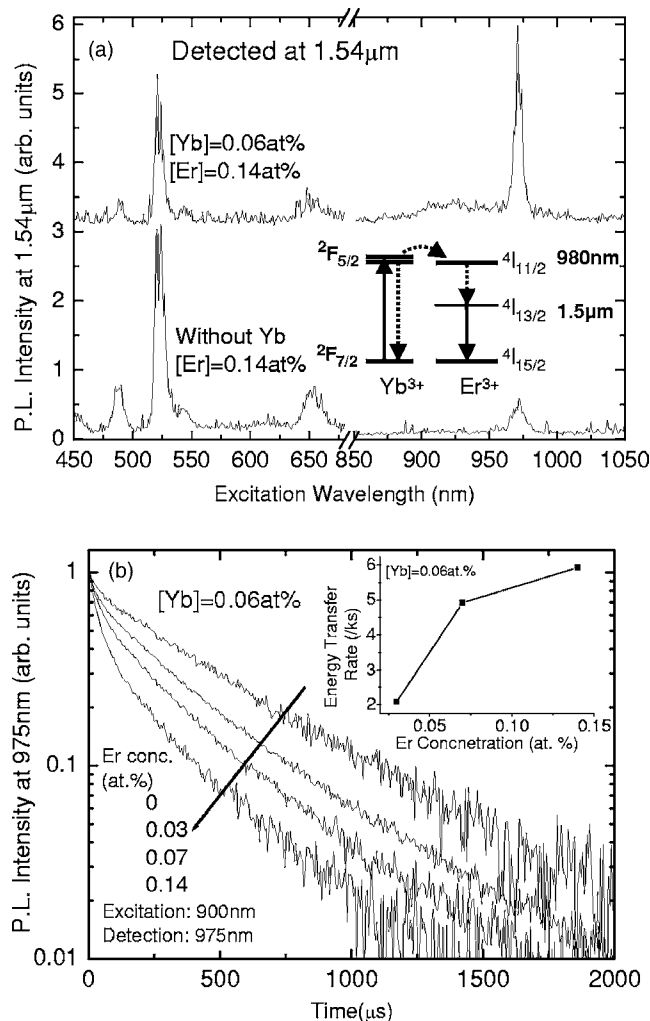 (a)
Detected at 1.54μm
P.L. Intensity at 1.54μm (arb. units)
6
5
4
3
2
1
0
[Yb]=0.06at%
[Er]=0.14at%
Without Yb
[Er]=0.14at%
²F₅/₂
⁴I₁₁/₂ 980nm
⁴I₁₃/₂ 1.5μm
²F₇/₂
⁴I₁₅/₂
Yb³⁺ Er³⁺
450 500 550 600 650 850 900 950 1000 1050
Excitation Wavelength (nm)
(b)
[Yb]=0.06at%
P.L. Intensity at 975nm (arb. units)
1
0.1
0.01
Er conc.
(at.%)
0
0.03
0.07
0.14
Excitation: 900nm
Detection: 975nm
[Yb]=0.06at.%
Energy Transfer
Rate (/ks)
6
5
4
3
2
0.05 0.10 0.15
Er Concnetration (at. %)
0 500 1000 1500 2000
Time(μs)